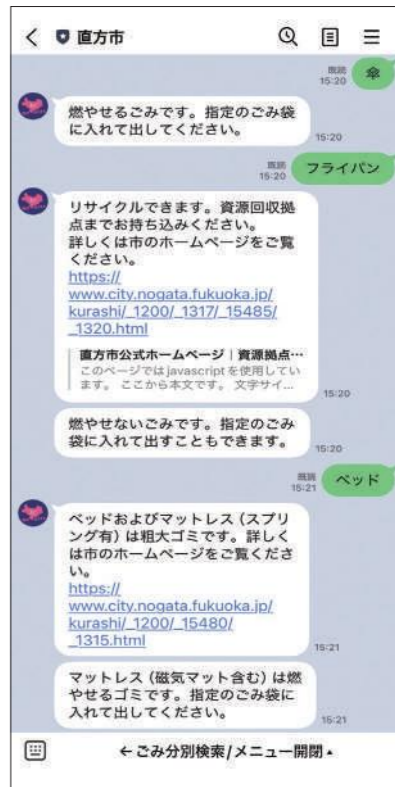 直方市
既読
15:20
傘
燃やせるごみです。指定のごみ袋
に入れて出してください。
15:20
既読
15:20
フライパン
リサイクルできます。資源回収拠
点までお持ち込みください。
詳しくは市のホームページをご覧
ください。
https://
www.city.nogata.fukuoka.jp/
kurashi/_1200/_1317/_15485/
_1320.html
直方市公式ホームページ｜資源拠点…
このページではjavascriptを使用してい
ます。 ここから本文です。 文字サイ…
15:20
燃やせないごみです。指定のごみ
袋に入れて出すこともできます。
15:20
既読
15:21
ベッド
ベッドおよびマットレス（スプリ
ング有）は粗大ゴミです。詳しく
は市のホームページをご覧くださ
い。
https://
www.city.nogata.fukuoka.jp/
kurashi/_1200/_15480/
_1315.html
15:21
マットレス（磁気マット含む）は燃
やせるゴミです。指定のごみ袋に
入れて出してください。
15:21
←ごみ分別検索/メニュー開閉▲